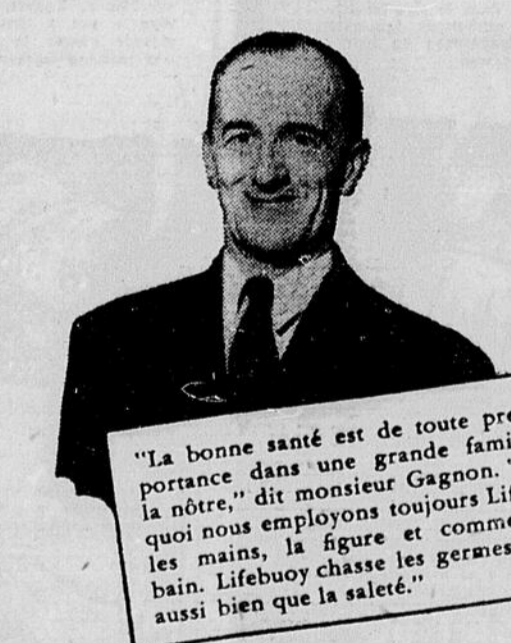 "La bonne santé est de toute pre
portance dans une grande fami
la nôtre," dit monsieur Gagnon. "
quoi nous employons toujours Lif
les mains, la figure et comme
bain. Lifebuoy chasse les germes
aussi bien que la saleté."